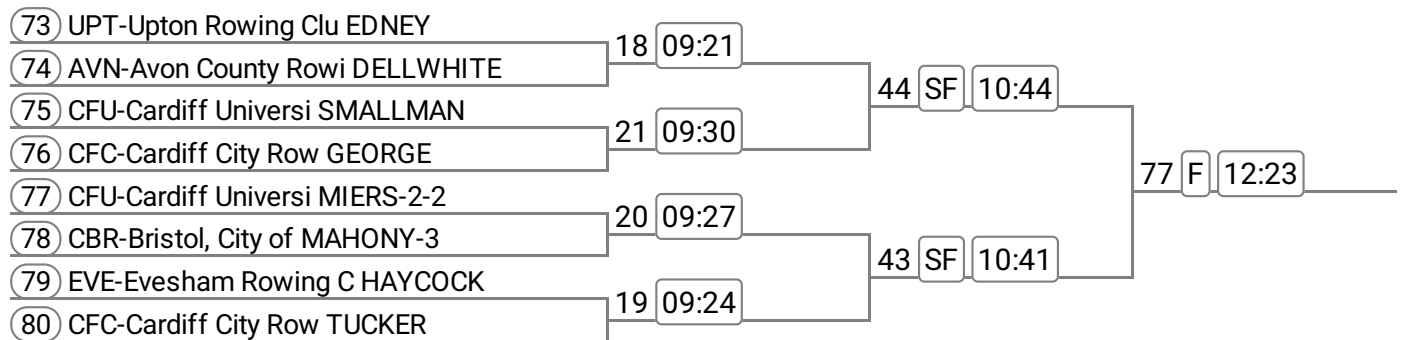 73 UPT-Upton Rowing Clu EDNEY
18 09:21
74 AVN-Avon County Rowi DELLWHITE
44 SF 10:44
75 CFU-Cardiff Universi SMALLMAN
21 09:30
76 CFC-Cardiff City Row GEORGE
77 F 12:23
77 CFU-Cardiff Universi MIERS-2-2
20 09:27
78 CBR-Bristol, City of MAHONY-3
43 SF 10:41
79 EVE-Evesham Rowing C HAYCOCK
19 09:24
80 CFC-Cardiff City Row TUCKER